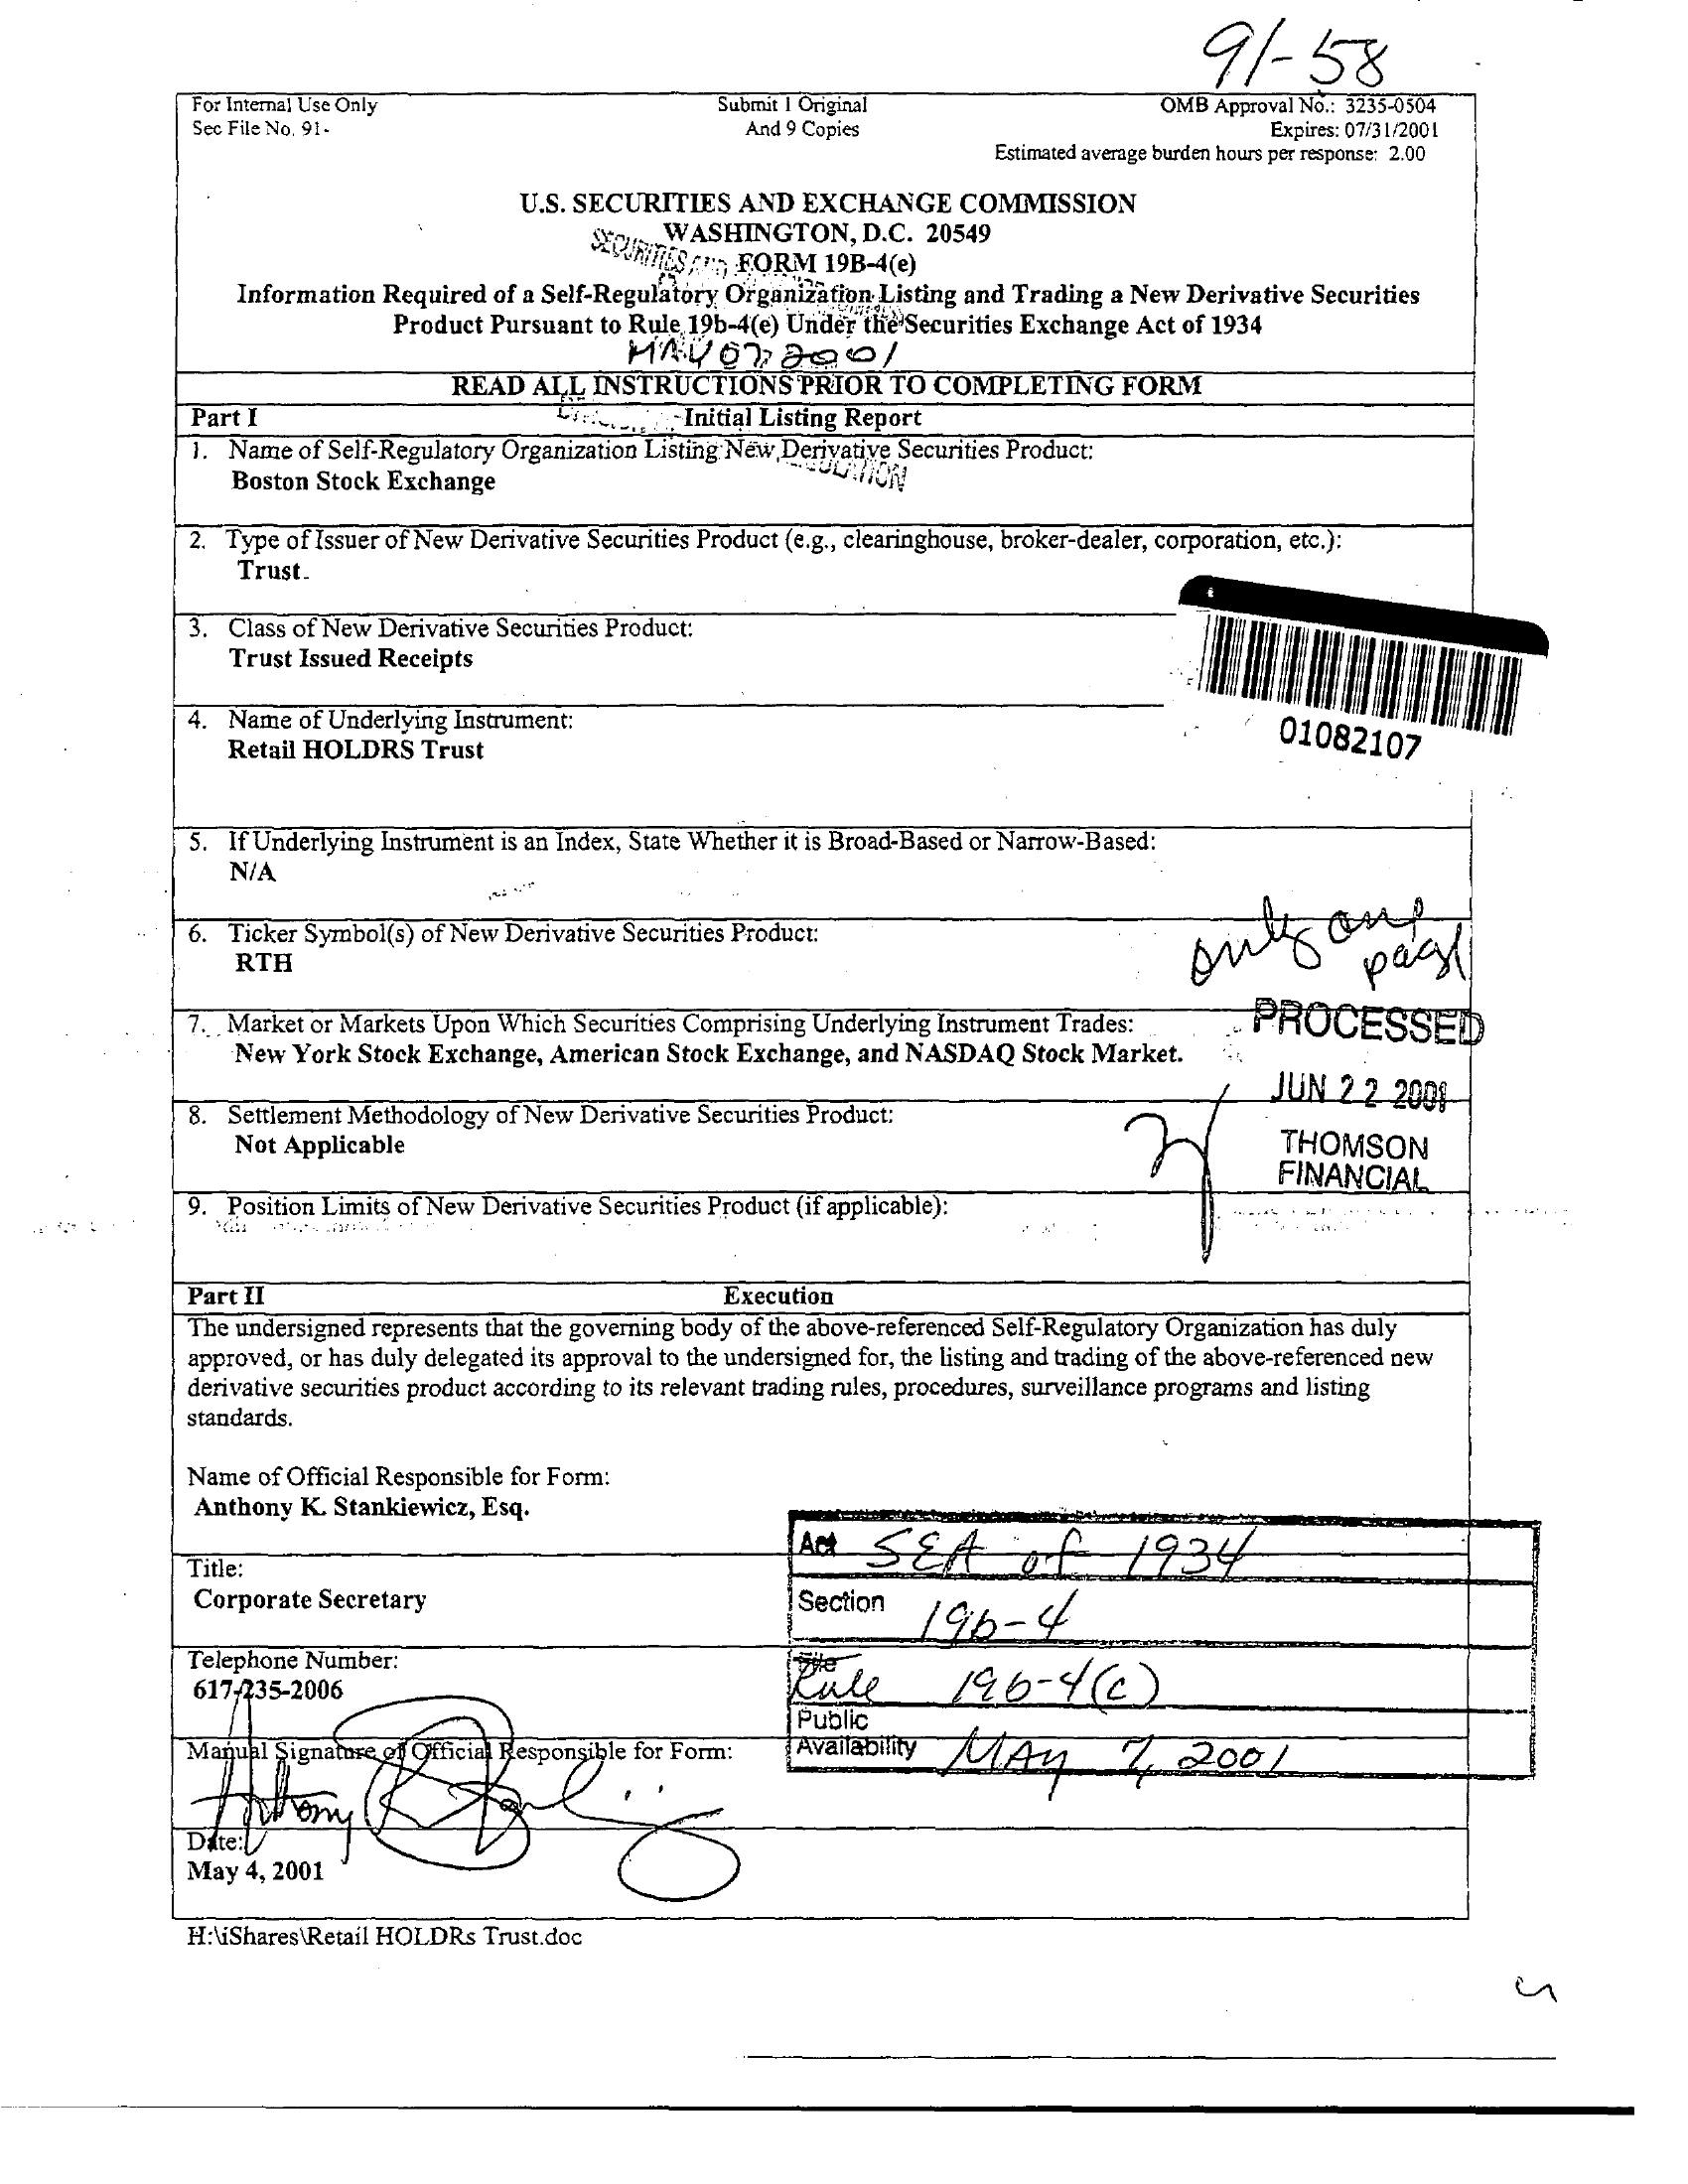 91-58
For Internal Use Only
Sec File No. 91-
Submit 1 Original
And 9 Copies
OMB Approval No.: 3235-0504
Expires: 07/31/2001
Estimated average burden hours per response: 2.00
U.S. SECURITIES AND EXCHANGE COMMISSION
WASHINGTON, D.C. 20549
FORM 19B-4(e)
Information Required of a Self-Regulatory Organization Listing and Trading a New Derivative Securities
Product Pursuant to Rule 19b-4(e) Under the Securities Exchange Act of 1934
MAY 07 2001
READ ALL INSTRUCTIONS PRIOR TO COMPLETING FORM
Part I Initial Listing Report
1. Name of Self-Regulatory Organization Listing New Derivative Securities Product:
Boston Stock Exchange
2. Type of Issuer of New Derivative Securities Product (e.g., clearinghouse, broker-dealer, corporation, etc.):
Trust.
3. Class of New Derivative Securities Product:
Trust Issued Receipts
01082107
4. Name of Underlying Instrument:
Retail HOLDRS Trust
5. If Underlying Instrument is an Index, State Whether it is Broad-Based or Narrow-Based:
N/A
6. Ticker Symbol(s) of New Derivative Securities Product:
RTH
only one
page
7. Market or Markets Upon Which Securities Comprising Underlying Instrument Trades:
New York Stock Exchange, American Stock Exchange, and NASDAQ Stock Market.
PROCESSED
JUN 22 2001
THOMSON
FINANCIAL
8. Settlement Methodology of New Derivative Securities Product:
Not Applicable
9. Position Limits of New Derivative Securities Product (if applicable):
Part II Execution
The undersigned represents that the governing body of the above-referenced Self-Regulatory Organization has duly
approved, or has duly delegated its approval to the undersigned for, the listing and trading of the above-referenced new
derivative securities product according to its relevant trading rules, procedures, surveillance programs and listing
standards.
Name of Official Responsible for Form:
Anthony K. Stankiewicz, Esq.
Title:
Corporate Secretary
Telephone Number:
617-235-2006
Manual Signature of Official Responsible for Form:
Anthony
Date:
May 4, 2001
Act SEA of 1934
Section 19b-4
Rule 19b-4(c)
Public
Availability MAY 7, 2001
H:\iShares\Retail HOLDRs Trust.doc